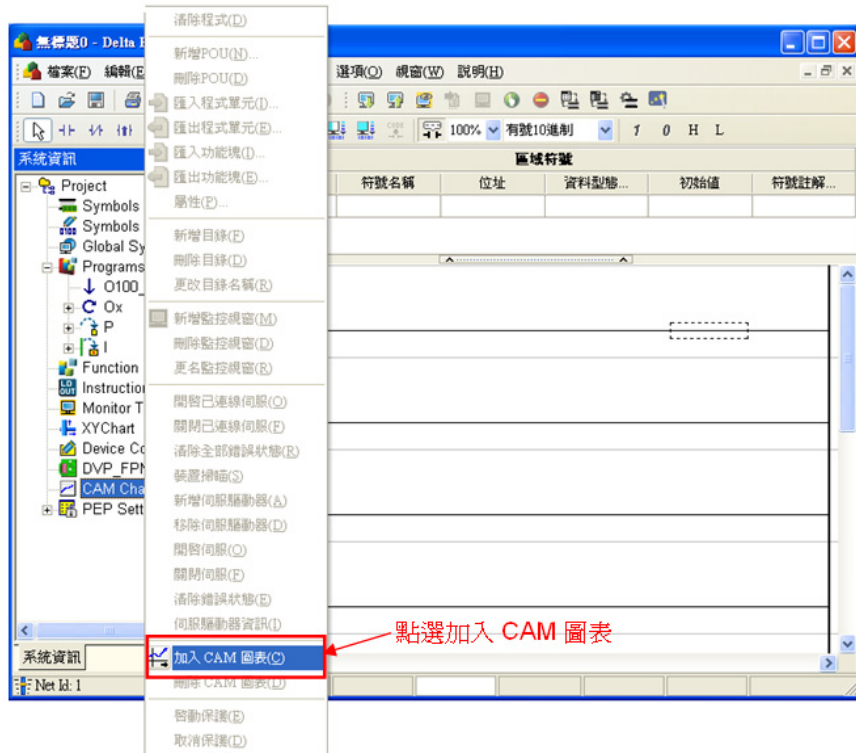 無標題0 - Delta
檔案(F) 編輯(E 選項(O) 視窗(W) 說明(H)
100% 有號10進制 1 0 H L
系統資訊
區域符號
符號名稱 位址 資料型態... 初始值 符號註解...
Project
Symbols
Symbols
Global Sy
Programs
O100_
Ox
P
I
Function
Instruction
Monitor T
XYChart
Device Co
DVP_FPN
CAM Cha
PEP Sett
系統資訊
Net Id: 1
清除程式(D)
新增POU(N)...
刪除POU(D)
匯入程式單元(I)...
匯出程式單元(E)...
匯入功能塊(I)...
匯出功能塊(E)...
屬性(P)...
新增目錄(F)
刪除目錄(D)
更改目錄名稱(R)
新增監控視窗(M)
刪除監控視窗(D)
更名監控視窗(R)
開啓已連線伺服(O)
關閉已連線伺服(F)
清除全部錯誤狀態(R)
裝置掃瞄(S)
新增伺服驅動器(A)
移除伺服驅動器(D)
開啓伺服(O)
關閉伺服(F)
清除錯誤狀態(E)
伺服驅動器資訊(I)
加入 CAM 圖表(C)
刪除 CAM 圖表(D)
啓動保護(E)
取消保護(D)
點選加入 CAM 圖表